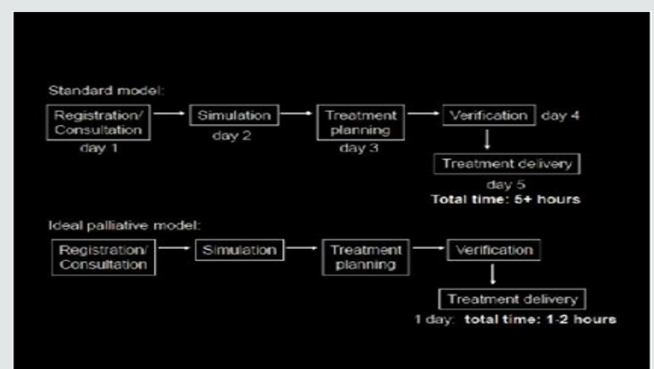 Standard model:
Registration/ Simulation Treatment Verification day 4
Consultation planning
day 1 day 2 day 3
Treatment delivery
day 5
Total time: 5+ hours
Ideal palliative model:
Registration/ Simulation Treatment Verification
Consultation planning
Treatment delivery
1 day: total time: 1-2 hours